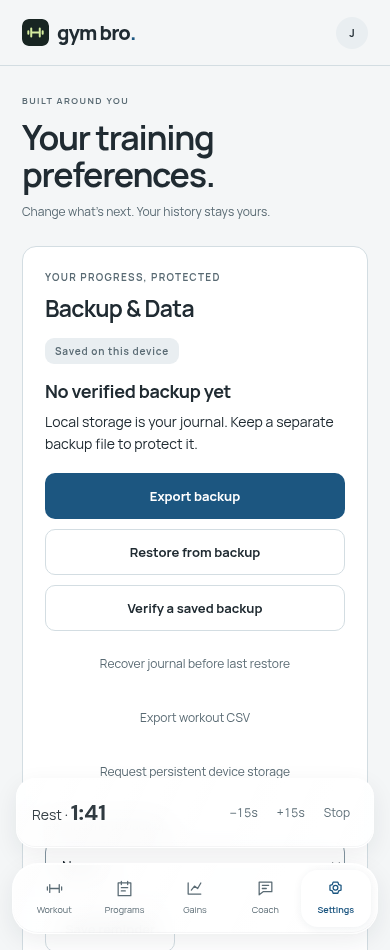 gym bro.
J
BUILT AROUND YOU
Your training
preferences.
Change what's next. Your history stays yours.
YOUR PROGRESS, PROTECTED
Backup & Data
Saved on this device
No verified backup yet
Local storage is your journal. Keep a separate
backup file to protect it.
Export backup
Restore from backup
Verify a saved backup
Recover journal before last restore
Export workout CSV
Request persistent device storage
Rest · 1:41
−15s
+15s
Stop
Workout
Programs
Gains
Coach
Settings